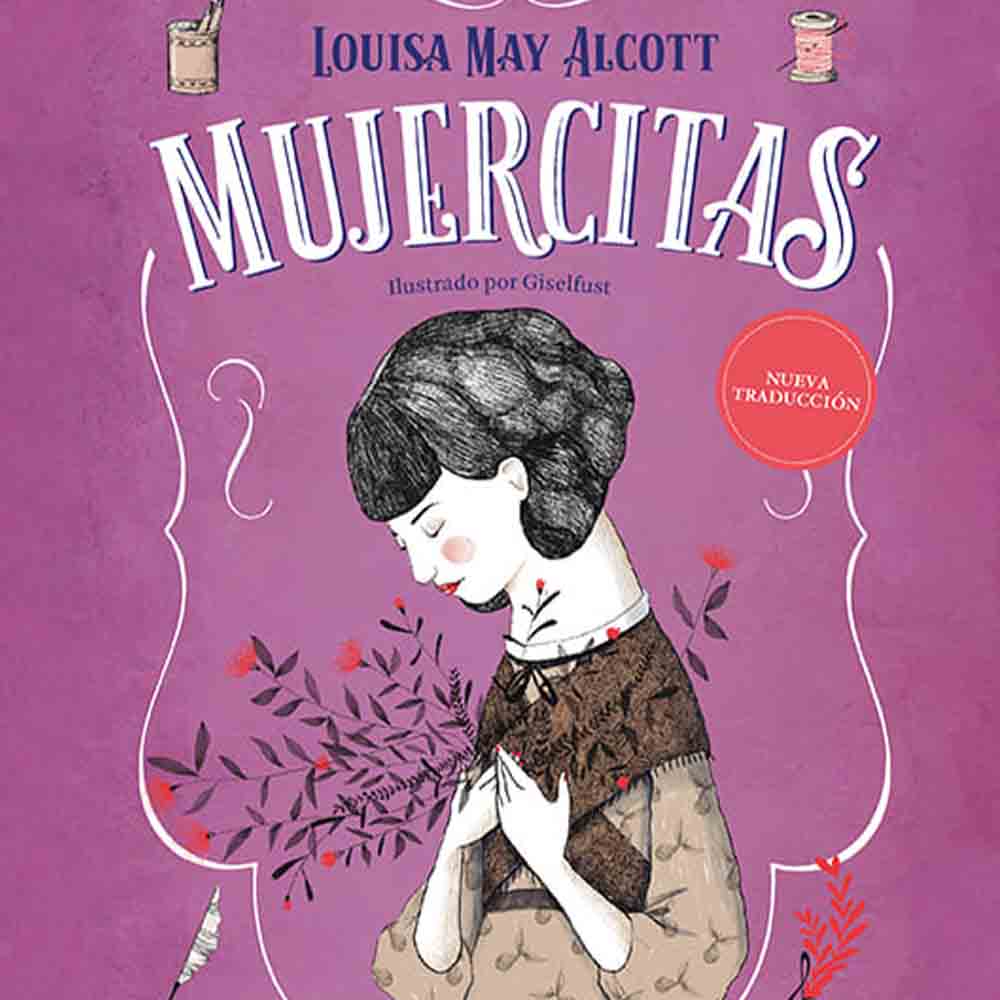 LOUISA MAY ALCOTT
MUJERCITAS
Ilustrado por Giselfust
NUEVA
TRADUCCIÓN